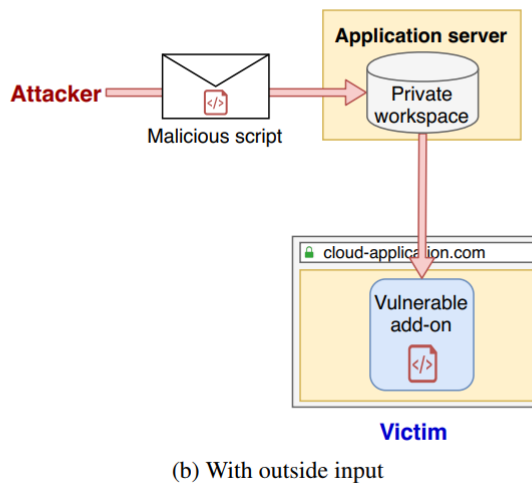 Application server
Attacker
</>
Malicious script
Private
workspace
cloud-application.com
Vulnerable
add-on
</>
Victim
(b) With outside input